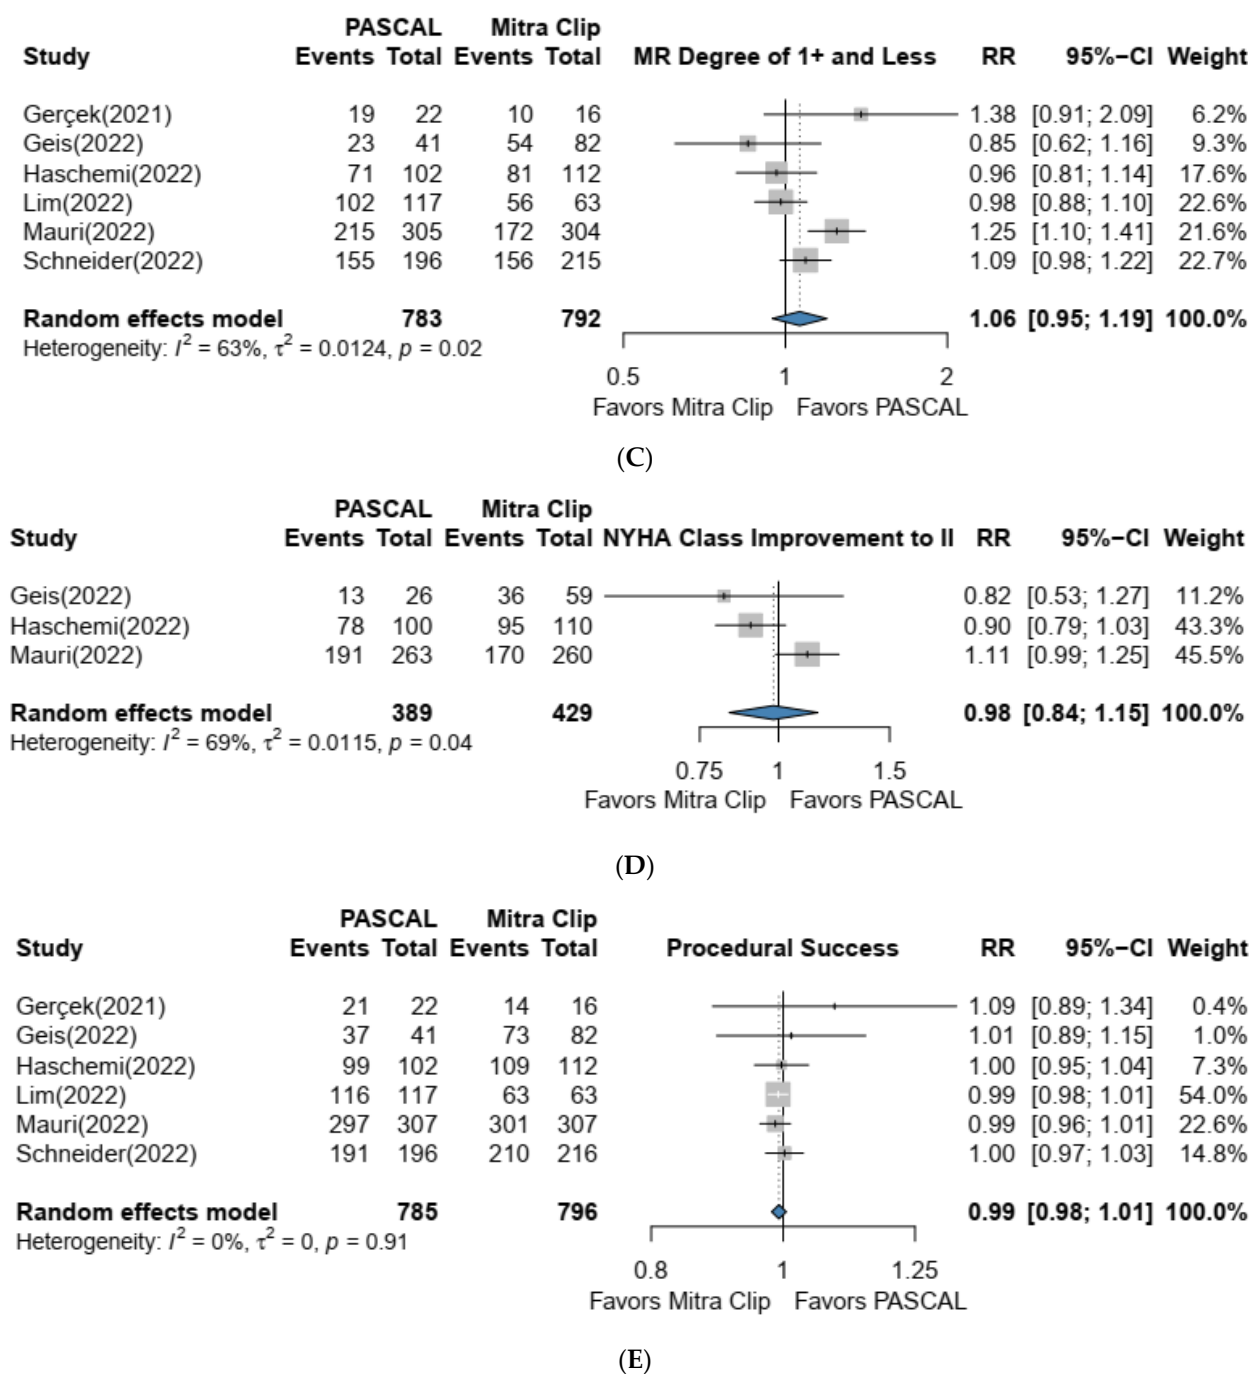 PASCAL Mitra Clip
Study Events Total Events Total MR Degree of 1+ and Less RR 95%−CI Weight
Gerçek(2021) 19 22 10 16 1.38 [0.91; 2.09] 6.2%
Geis(2022) 23 41 54 82 0.85 [0.62; 1.16] 9.3%
Haschemi(2022) 71 102 81 112 0.96 [0.81; 1.14] 17.6%
Lim(2022) 102 117 56 63 0.98 [0.88; 1.10] 22.6%
Mauri(2022) 215 305 172 304 1.25 [1.10; 1.41] 21.6%
Schneider(2022) 155 196 156 215 1.09 [0.98; 1.22] 22.7%
Random effects model 783 792 1.06 [0.95; 1.19] 100.0%
Heterogeneity: I² = 63%, τ² = 0.0124, p = 0.02
0.5 1 2
Favors Mitra Clip Favors PASCAL
(C)
PASCAL Mitra Clip
Study Events Total Events Total NYHA Class Improvement to II RR 95%−CI Weight
Geis(2022) 13 26 36 59 0.82 [0.53; 1.27] 11.2%
Haschemi(2022) 78 100 95 110 0.90 [0.79; 1.03] 43.3%
Mauri(2022) 191 263 170 260 1.11 [0.99; 1.25] 45.5%
Random effects model 389 429 0.98 [0.84; 1.15] 100.0%
Heterogeneity: I² = 69%, τ² = 0.0115, p = 0.04
0.75 1 1.5
Favors Mitra Clip Favors PASCAL
(D)
PASCAL Mitra Clip
Study Events Total Events Total Procedural Success RR 95%−CI Weight
Gerçek(2021) 21 22 14 16 1.09 [0.89; 1.34] 0.4%
Geis(2022) 37 41 73 82 1.01 [0.89; 1.15] 1.0%
Haschemi(2022) 99 102 109 112 1.00 [0.95; 1.04] 7.3%
Lim(2022) 116 117 63 63 0.99 [0.98; 1.01] 54.0%
Mauri(2022) 297 307 301 307 0.99 [0.96; 1.01] 22.6%
Schneider(2022) 191 196 210 216 1.00 [0.97; 1.03] 14.8%
Random effects model 785 796 0.99 [0.98; 1.01] 100.0%
Heterogeneity: I² = 0%, τ² = 0, p = 0.91
0.8 1 1.25
Favors Mitra Clip Favors PASCAL
(E)